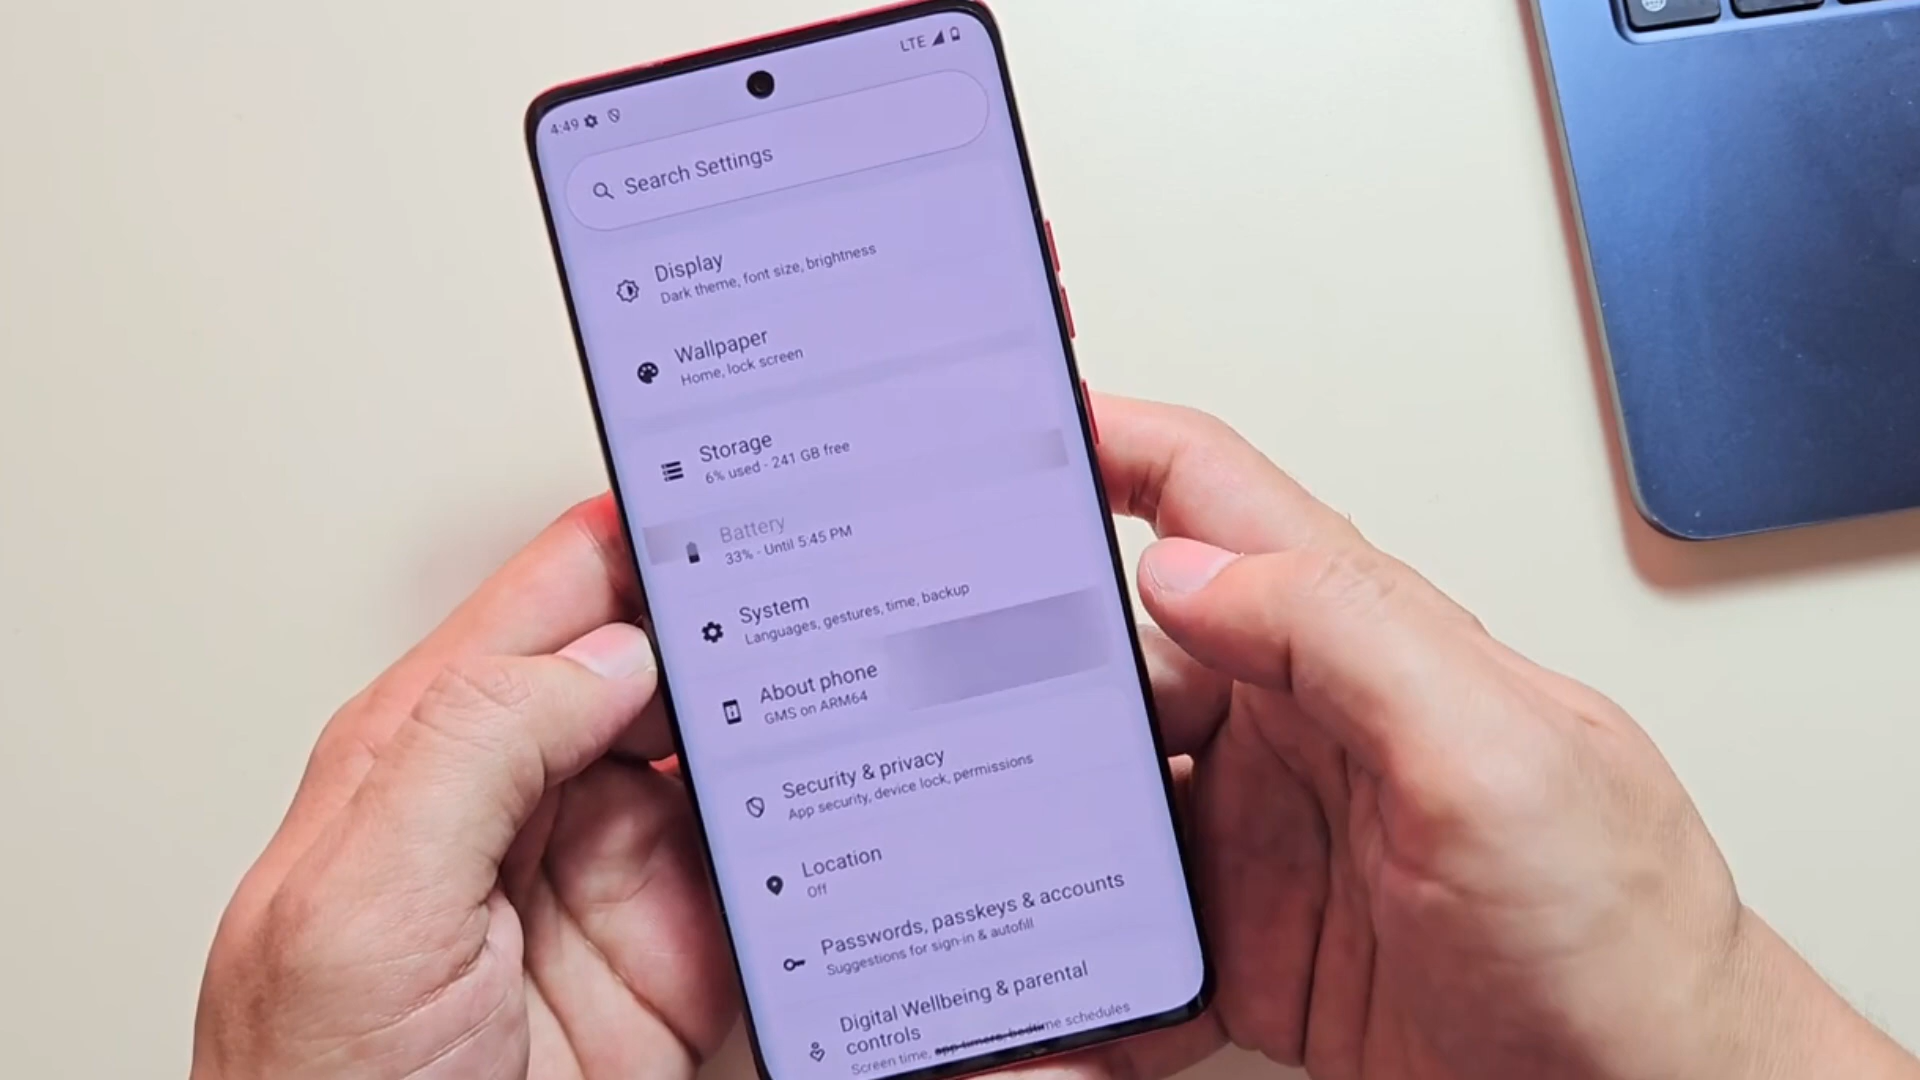 LTE
4:49
Search Settings
Display
Dark theme, font size, brightness
Wallpaper
Home, lock screen
Storage
6% used - 241 GB free
Battery
33% - Until 5:45 PM
System
Languages, gestures, time, backup
About phone
GMS on ARM64
Security & privacy
App security, device lock, permissions
Location
Off
Passwords, passkeys & accounts
Suggestions for sign-in & autofill
Digital Wellbeing & parental
controls
Screen time, app timers, bedtime schedules